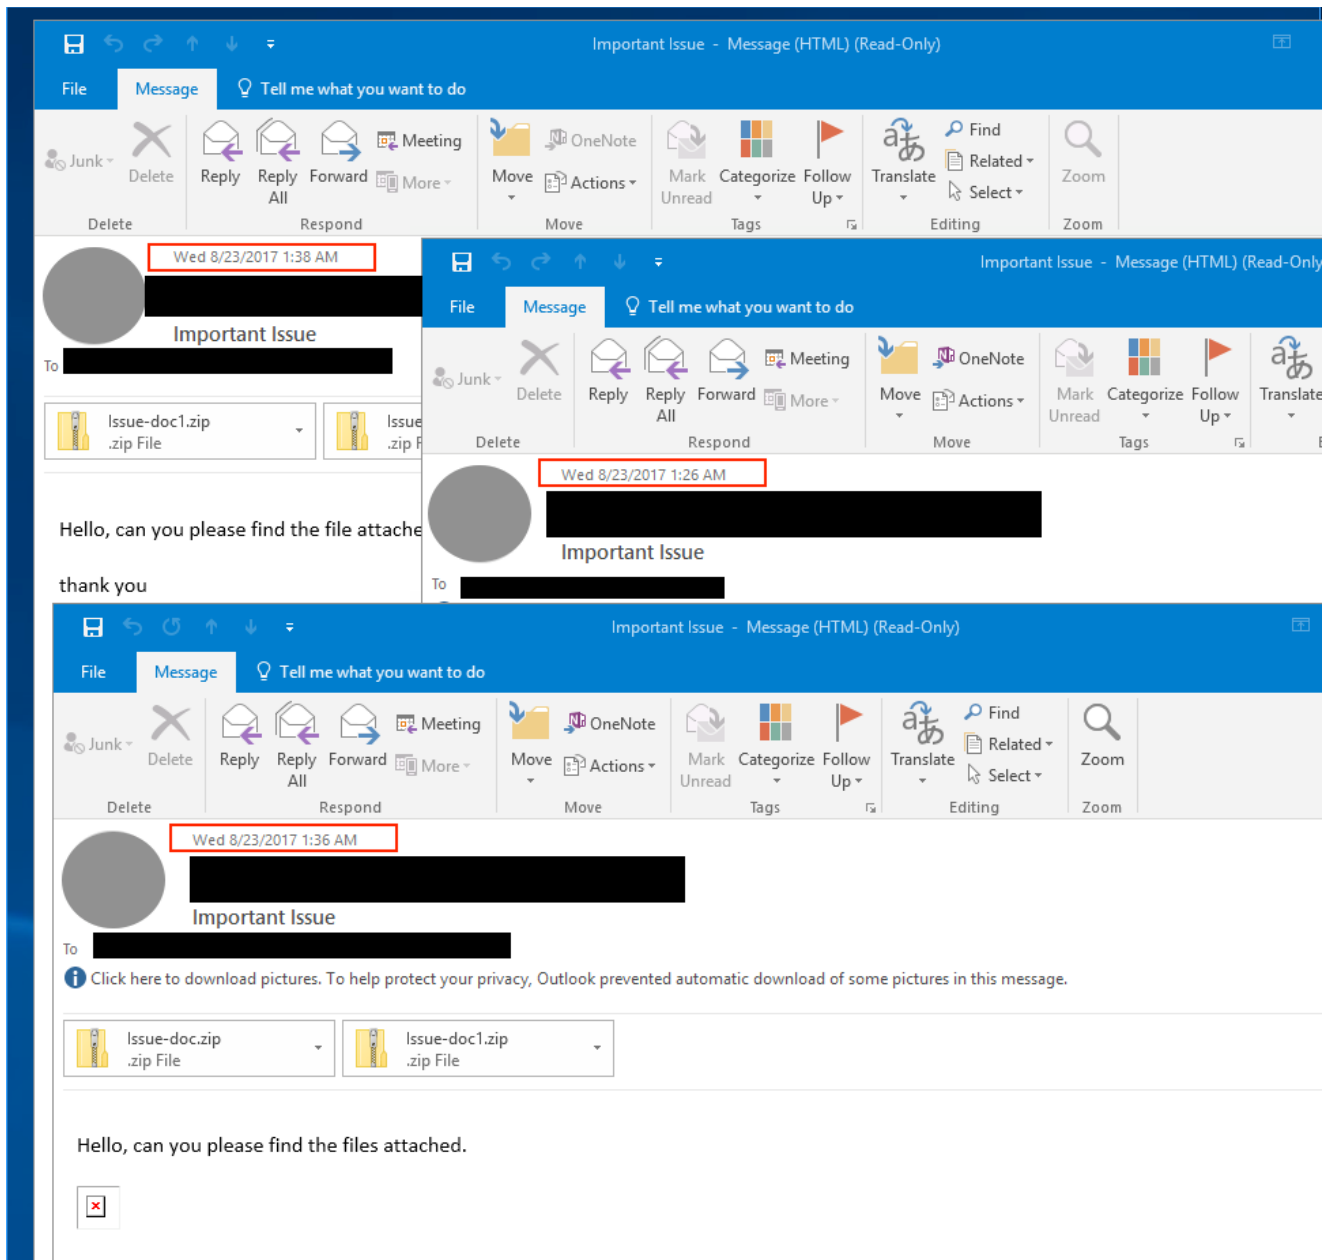 Important Issue - Message (HTML) (Read-Only)
File Message Tell me what you want to do
Junk Delete Reply Reply All Forward Meeting More Move OneNote Actions Mark Unread Categorize Follow Up Translate Find Related Select Zoom
Delete Respond Move Tags Editing Zoom
Wed 8/23/2017 1:38 AM
Important Issue
To
Issue-doc1.zip
.zip File
Hello, can you please find the file
thank you
Important Issue - Message (HTML) (Read-Only
File Message Tell me what you want to do
Junk Delete Reply Reply All Forward Meeting More Move OneNote Actions Mark Unread Categorize Follow Up Translate
Delete Respond Move Tags
Wed 8/23/2017 1:26 AM
Important Issue
To
Important Issue - Message (HTML) (Read-Only)
File Message Tell me what you want to do
Junk Delete Reply Reply All Forward Meeting More Move OneNote Actions Mark Unread Categorize Follow Up Translate Find Related Select Zoom
Delete Respond Move Tags Editing Zoom
Wed 8/23/2017 1:36 AM
Important Issue
To
Click here to download pictures. To help protect your privacy, Outlook prevented automatic download of some pictures in this message.
Issue-doc.zip Issue-doc1.zip
.zip File .zip File
Hello, can you please find the files attached.